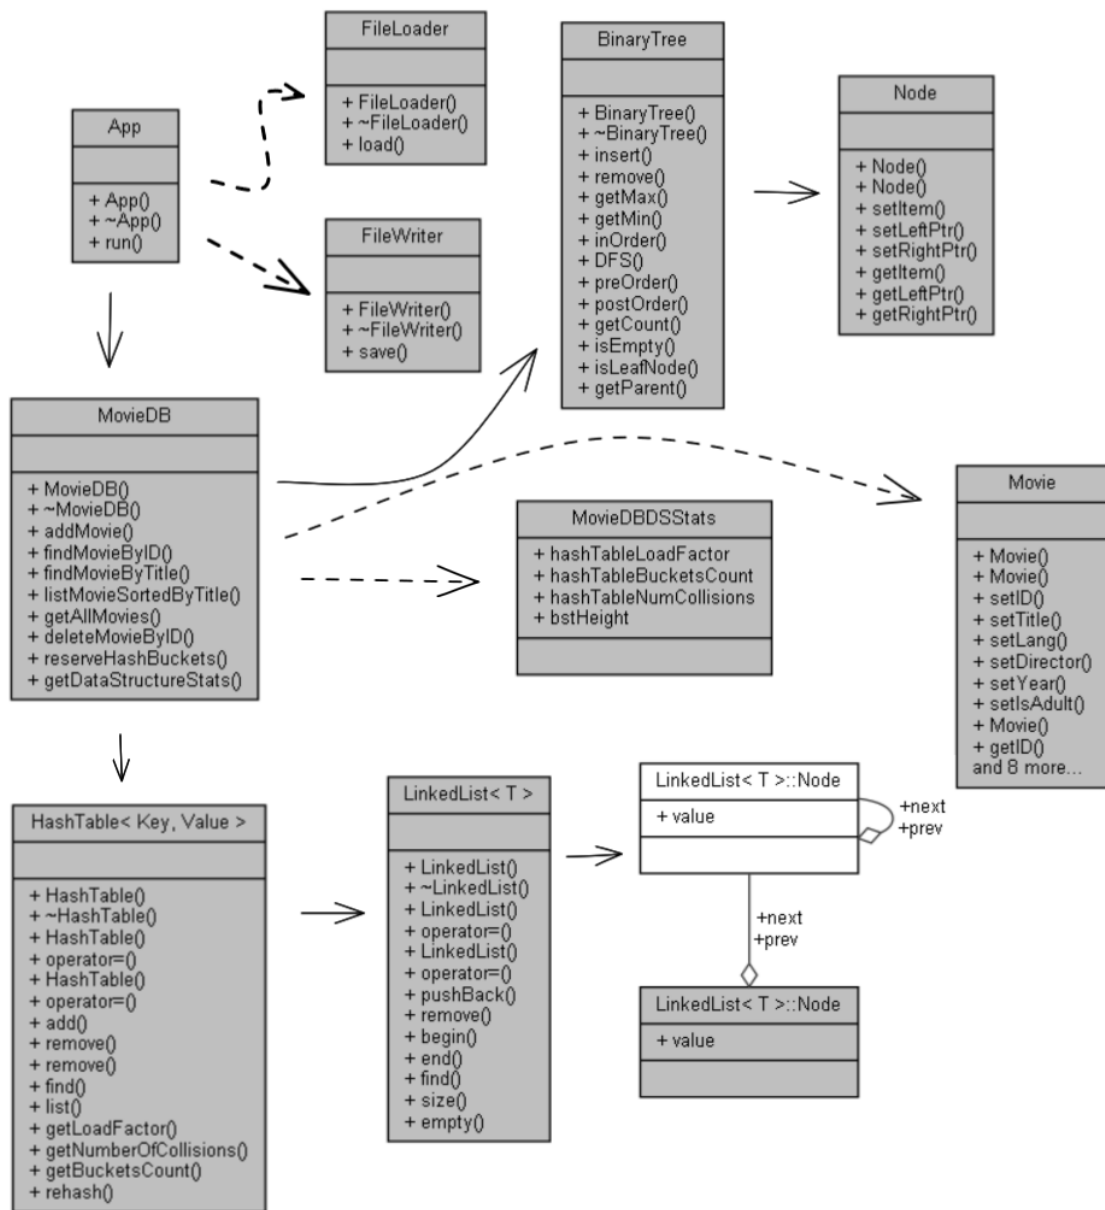 FileLoader
+ FileLoader()
+ ~FileLoader()
+ load()
BinaryTree
+ BinaryTree()
+ ~BinaryTree()
+ insert()
+ remove()
+ getMax()
+ getMin()
+ inOrder()
+ DFS()
+ preOrder()
+ postOrder()
+ getCount()
+ isEmpty()
+ isLeafNode()
+ getParent()
Node
+ Node()
+ Node()
+ setItem()
+ setLeftPtr()
+ setRightPtr()
+ getItem()
+ getLeftPtr()
+ getRightPtr()
App
+ App()
+ ~App()
+ run()
FileWriter
+ FileWriter()
+ ~FileWriter()
+ save()
MovieDB
+ MovieDB()
+ ~MovieDB()
+ addMovie()
+ findMovieByID()
+ findMovieByTitle()
+ listMovieSortedByTitle()
+ getAllMovies()
+ deleteMovieByID()
+ reserveHashBuckets()
+ getDataStructureStats()
MovieDBDSStats
+ hashTableLoadFactor
+ hashTableBucketsCount
+ hashTableNumCollisions
+ bstHeight
Movie
+ Movie()
+ Movie()
+ setID()
+ setTitle()
+ setLang()
+ setDirector()
+ setYear()
+ setIsAdult()
+ Movie()
+ getID()
and 8 more...
HashTable< Key, Value >
+ HashTable()
+ ~HashTable()
+ HashTable()
+ operator=()
+ HashTable()
+ operator=()
+ add()
+ remove()
+ remove()
+ find()
+ list()
+ getLoadFactor()
+ getNumberOfCollisions()
+ getBucketsCount()
+ rehash()
LinkedList< T >
+ LinkedList()
+ ~LinkedList()
+ LinkedList()
+ operator=()
+ LinkedList()
+ operator=()
+ pushBack()
+ remove()
+ begin()
+ end()
+ find()
+ size()
+ empty()
LinkedList< T >::Node
+ value
+next
+prev
+next
+prev
LinkedList< T >::Node
+ value